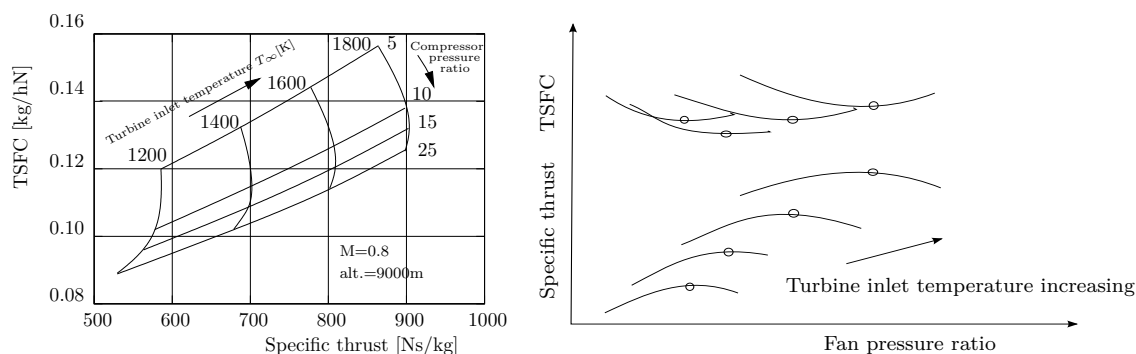 0.16
0.14
0.12
0.10
0.08
TSFC [kg/hN]
500
600
700
800
900
1000
Specific thrust [Ns/kg]
Turbine inlet temperature T∞[K]
1200
1400
1600
1800
5
10
15
25
Compressor
pressure
ratio
M=0.8
alt.=9000m
TSFC
Specific thrust
Turbine inlet temperature increasing
Fan pressure ratio